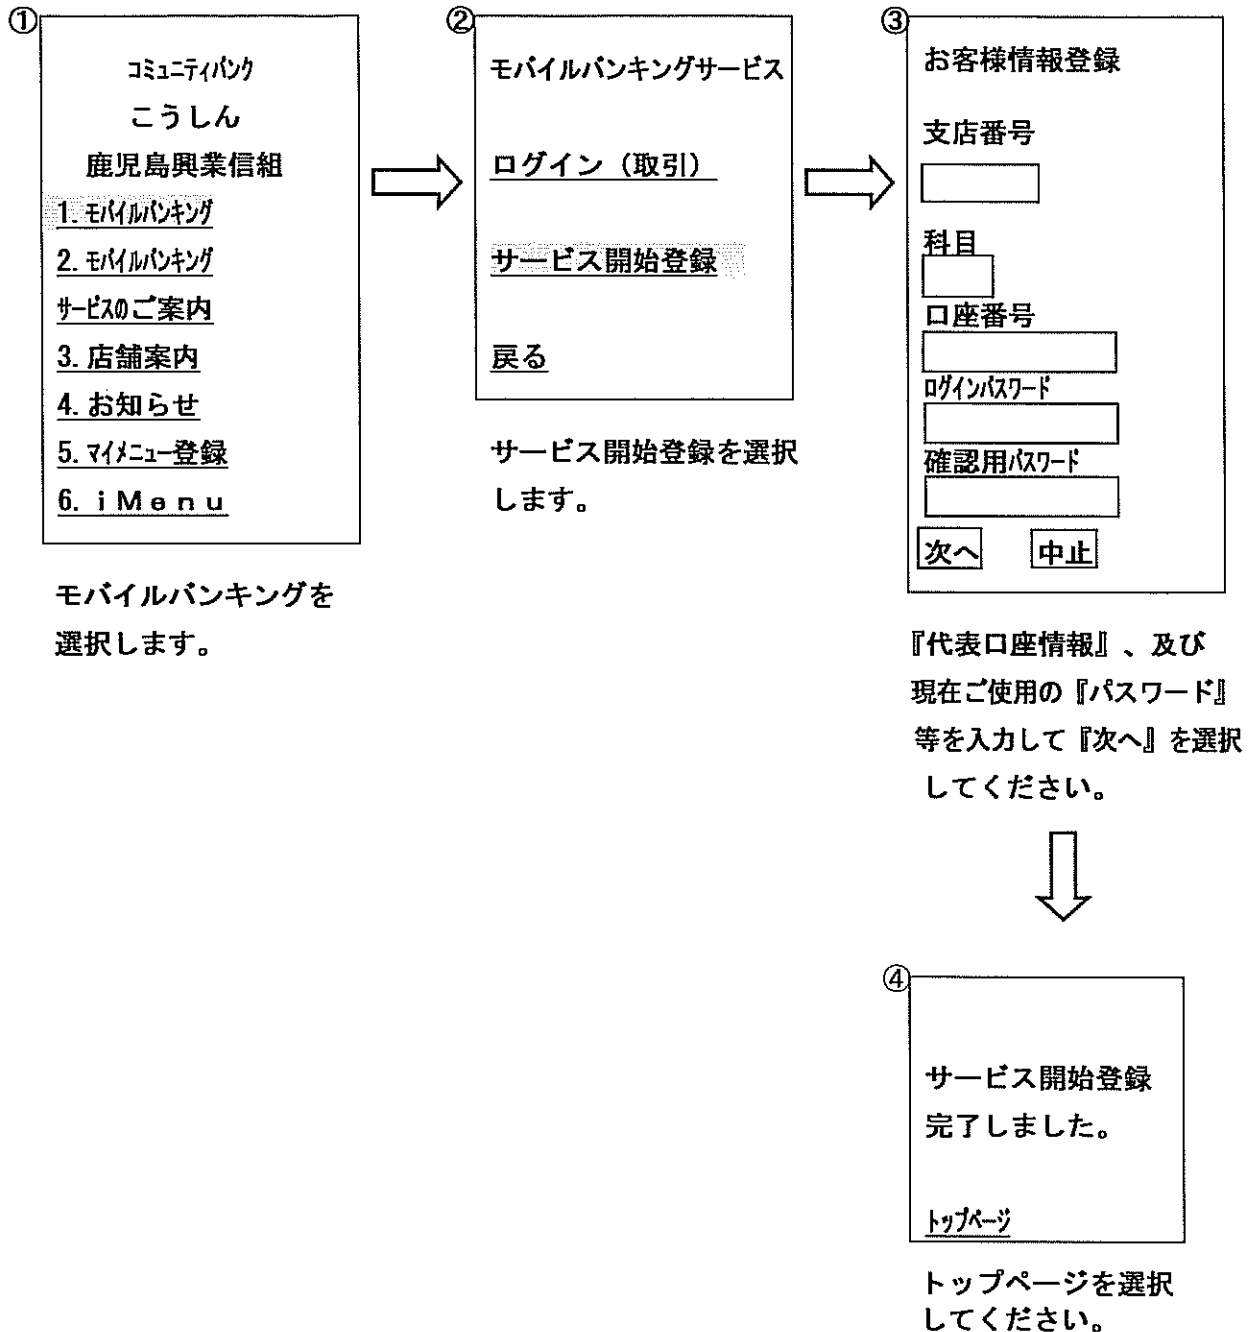 ①
コミュニティバンク
こうしん
鹿児島興業信組
1. モバイルバンキング
2. モバイルバンキング
サービスのご案内
3. 店舗案内
4. お知らせ
5. マイメニュー登録
6. iMenu
モバイルバンキングを
選択します。
②
モバイルバンキングサービス
ログイン（取引）
サービス開始登録
戻る
サービス開始登録を選択
します。
③
お客様情報登録
支店番号
科目
口座番号
ログインパスワード
確認用パスワード
次へ 中止
『代表口座情報』、及び
現在ご使用の『パスワード』
等を入力して『次へ』を選択
してください。
④
サービス開始登録
完了しました。
トップページ
トップページを選択
してください。